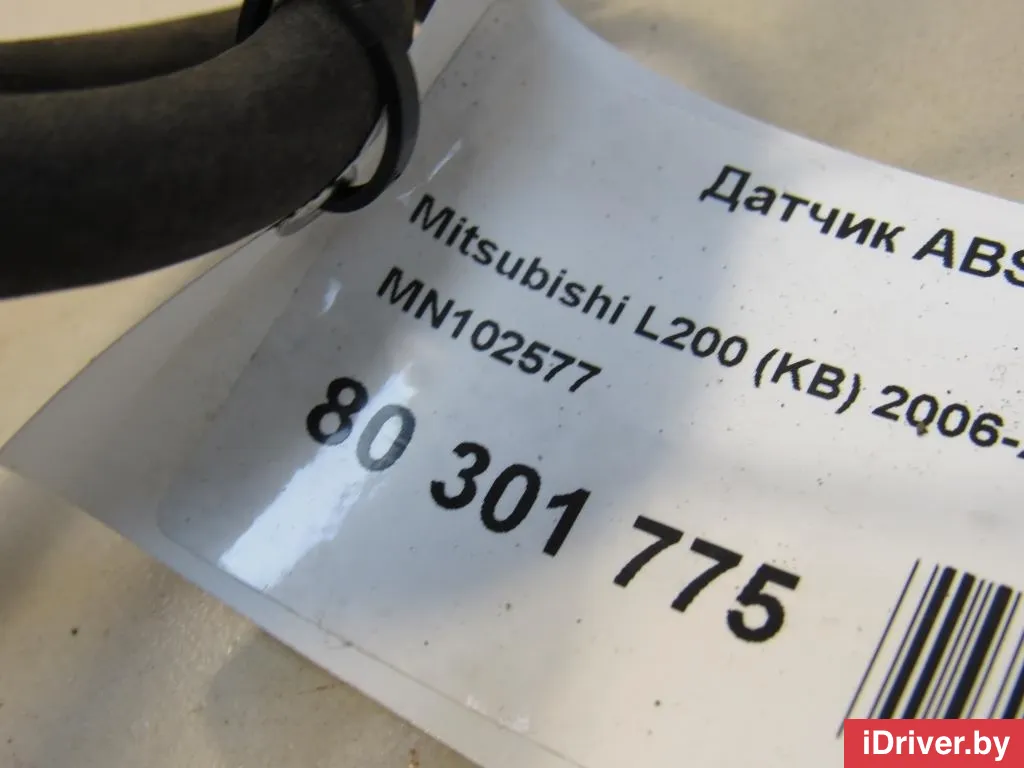 Датчик ABS
Mitsubishi L200 (KB) 2006-
MN102577
80 301 775
iDriver.by